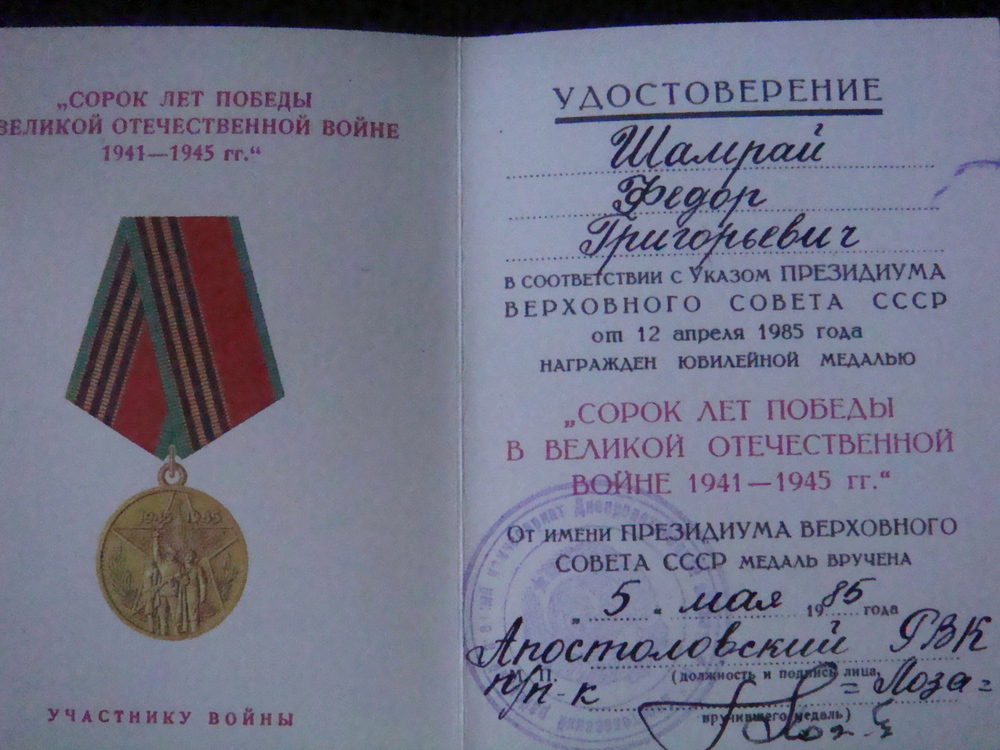 „СОРОК ЛЕТ ПОБЕДЫ
ВЕЛИКОЙ ОТЕЧЕСТВЕННОЙ ВОЙНЕ
1941—1945 гг.“
1945 1985
УЧАСТНИКУ ВОЙНЫ
УДОСТОВЕРЕНИЕ
Шамрай
Федор
Григорьевич
В СООТВЕТСТВИИ С УКАЗОМ ПРЕЗИДИУМА
ВЕРХОВНОГО СОВЕТА СССР
от 12 апреля 1985 года
НАГРАЖДЕН ЮБИЛЕЙНОЙ МЕДАЛЬЮ
„СОРОК ЛЕТ ПОБЕДЫ
В ВЕЛИКОЙ ОТЕЧЕСТВЕННОЙ
ВОЙНЕ 1941—1945 гг.“
От имени ПРЕЗИДИУМА ВЕРХОВНОГО
СОВЕТА СССР МЕДАЛЬ ВРУЧЕНА
„ 5 “ мая 1985 года
Апостоловский РВК
М. П. (должность и подпись лица,
п/п-к Лоза
вручившего медаль)